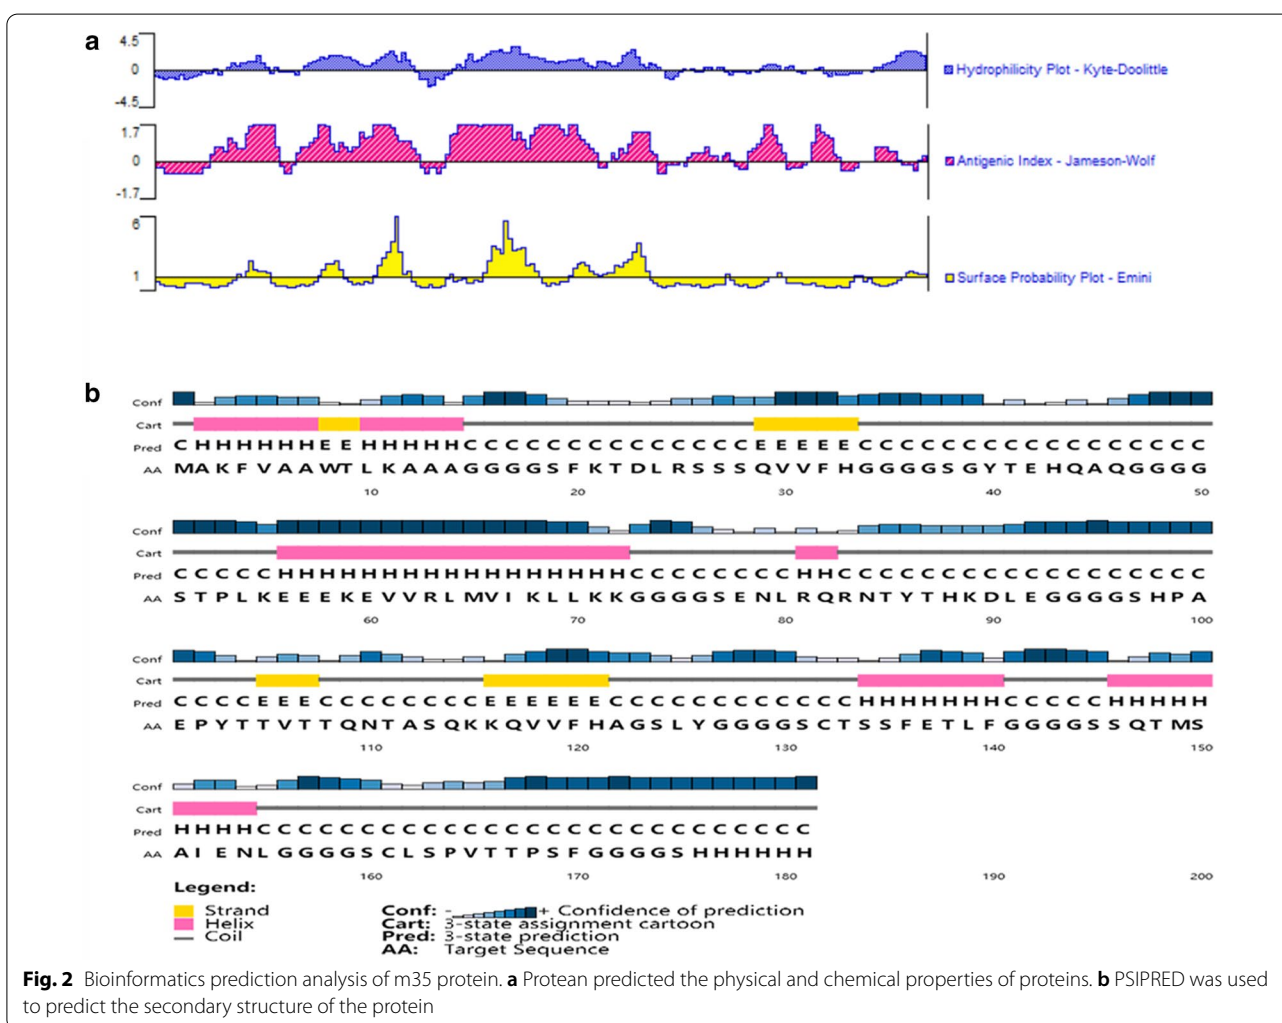 a
4.5
0
-4.5
Hydrophilicity Plot - Kyte-Doolittle
1.7
0
-1.7
Antigenic Index - Jameson-Wolf
6
1
Surface Probability Plot - Emini
b
Conf
Cart
Pred C H H H H H H E E H H H H H C C C C C C C C C C C C C C E E E E E C C C C C C C C C C C C C C C C C
AA M A K F V A A W T L K A A A G G G G S F K T D L R S S S Q V V F H G G G G S G Y T E H Q A Q G G G G
10 20 30 40 50
Conf
Cart
Pred C C C C C H H H H H H H H H H H H H H H H H C C C C C C C C H H C C C C C C C C C C C C C C C C C C
AA S T P L K E E E K E V V R L M V I K L L K K G G G G S E N L R Q R N T Y T H K D L E G G G G S H P A
60 70 80 90 100
Conf
Cart
Pred C C C C E E E C C C C C C C C E E E E E E C C C C C C C C C C C C H H H H H H H C C C C C H H H H H
AA E P Y T T V T T Q N T A S Q K K Q V V F H A G S L Y G G G G S C T S S F E T L F G G G G S S Q T M S
110 120 130 140 150
Conf
Cart
Pred H H H H C C C C C C C C C C C C C C C C C C C C C C C C C C C
AA A I E N L G G G G S C L S P V T T P S F G G G G S H H H H H H
160 170 180 190 200
Legend:
Strand
Helix
Coil
Conf: - + Confidence of prediction
Cart: 3-state assignment cartoon
Pred: 3-state prediction
AA: Target Sequence
Fig. 2 Bioinformatics prediction analysis of m35 protein. a Protean predicted the physical and chemical properties of proteins. b PSIPRED was used
to predict the secondary structure of the protein